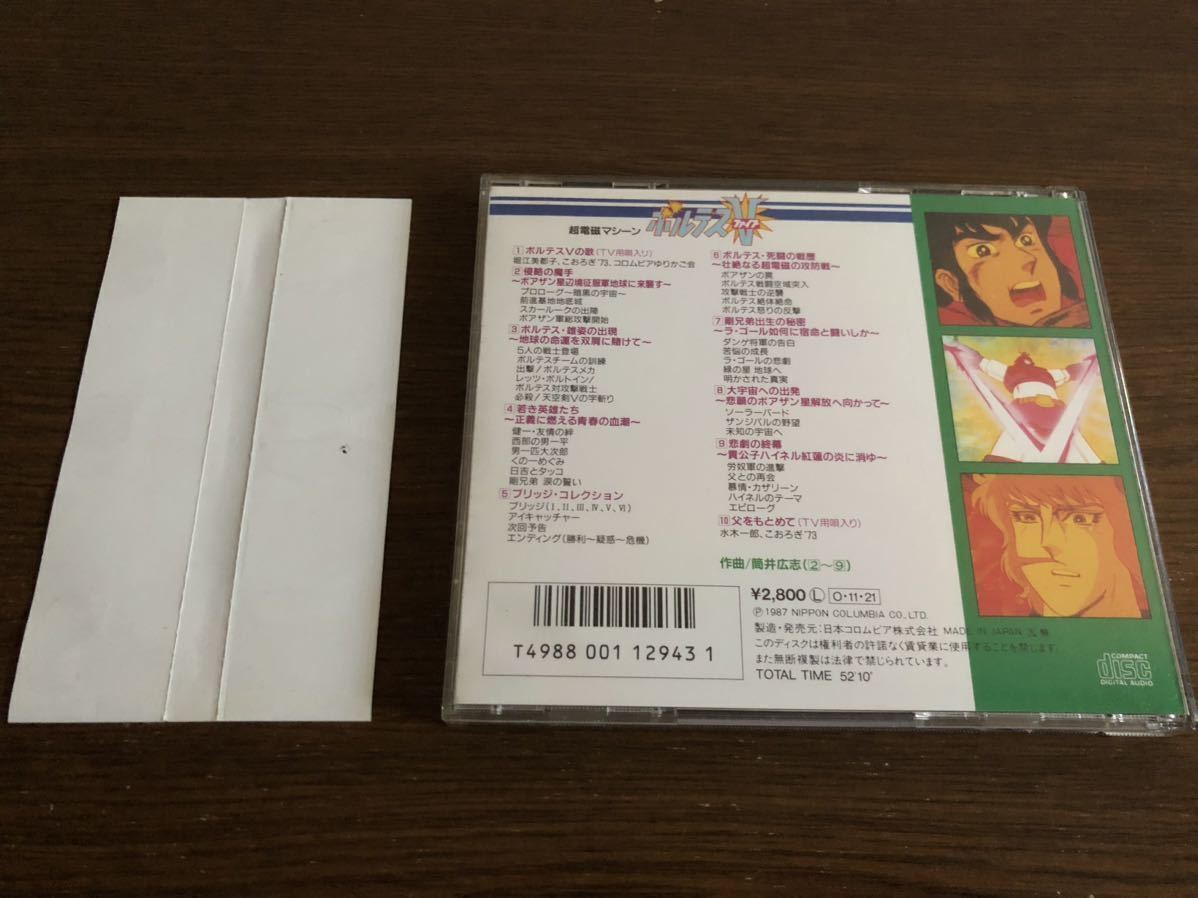 超電磁マシーン
ボルテスV
ファイブ
1 ボルテスVの歌(TV用唄入り)
堀江美都子、こおろぎ'73、コロムビアゆりかご会
2 侵略の魔手
〜ボアザン星辺境征服軍地球に来襲す〜
プロローグ〜暗黒の宇宙〜
前進基地地底城
スカールークの出陣
ボアザン軍総攻撃開始
3 ボルテス・雄姿の出現
〜地球の命運を双肩に賭けて〜
5人の戦士登場
ボルテスチームの訓練
出撃!ボルテスメカ
レッツ・ボルトイン!
ボルテス対攻撃戦士
必殺!天空剣Vの字斬り
4 若き英雄たち
〜正義に燃える青春の血潮〜
健一・友情の絆
西部の男一平
男一匹大次郎
くの一めぐみ
日吉とタッコ
剛兄弟 涙の誓い
5 ブリッジ・コレクション
ブリッジ(I、II、III、IV、V、VI)
アイキャッチャー
次回予告
エンディング(勝利〜疑惑〜危機)
6 ボルテス・死闘の戦歴
〜壮絶なる超電磁の攻防戦〜
ボアザンの罠
ボルテス戦闘空域突入
攻撃戦士の逆襲
ボルテス絶体絶命
ボルテス怒りの反撃
7 剛兄弟出生の秘密
〜ラ・ゴール如何に宿命と闘いしか〜
ダンゲ将軍の告白
苦悩の成長
ラ・ゴールの悲劇
緑の星 地球へ
明かされた真実
8 大宇宙への出発
〜悲願のボアザン星解放へ向かって〜
ソーラーバード
ザンジバルの野望
未知の宇宙へ
9 悲劇の終幕
〜貴公子ハイネル紅蓮の炎に消ゆ〜
労奴軍の進撃
父との再会
慕情・カザリーン
ハイネルのテーマ
エピローグ
10 父をもとめて(TV用唄入り)
水木一郎、こおろぎ'73
作曲/筒井広志(2〜9)
T4988 001 12943 1
¥2,800 L O・11・21
Ⓟ1987 NIPPON COLUMBIA CO., LTD.
製造・発売元:日本コロムビア株式会社 MADE IN JAPAN
このディスクは権利者の許諾なく賃貸業に使用することを禁じます。
また無断複製は法律で禁じられています。
TOTAL TIME 52'10"
COMPACT
disc
DIGITAL AUDIO